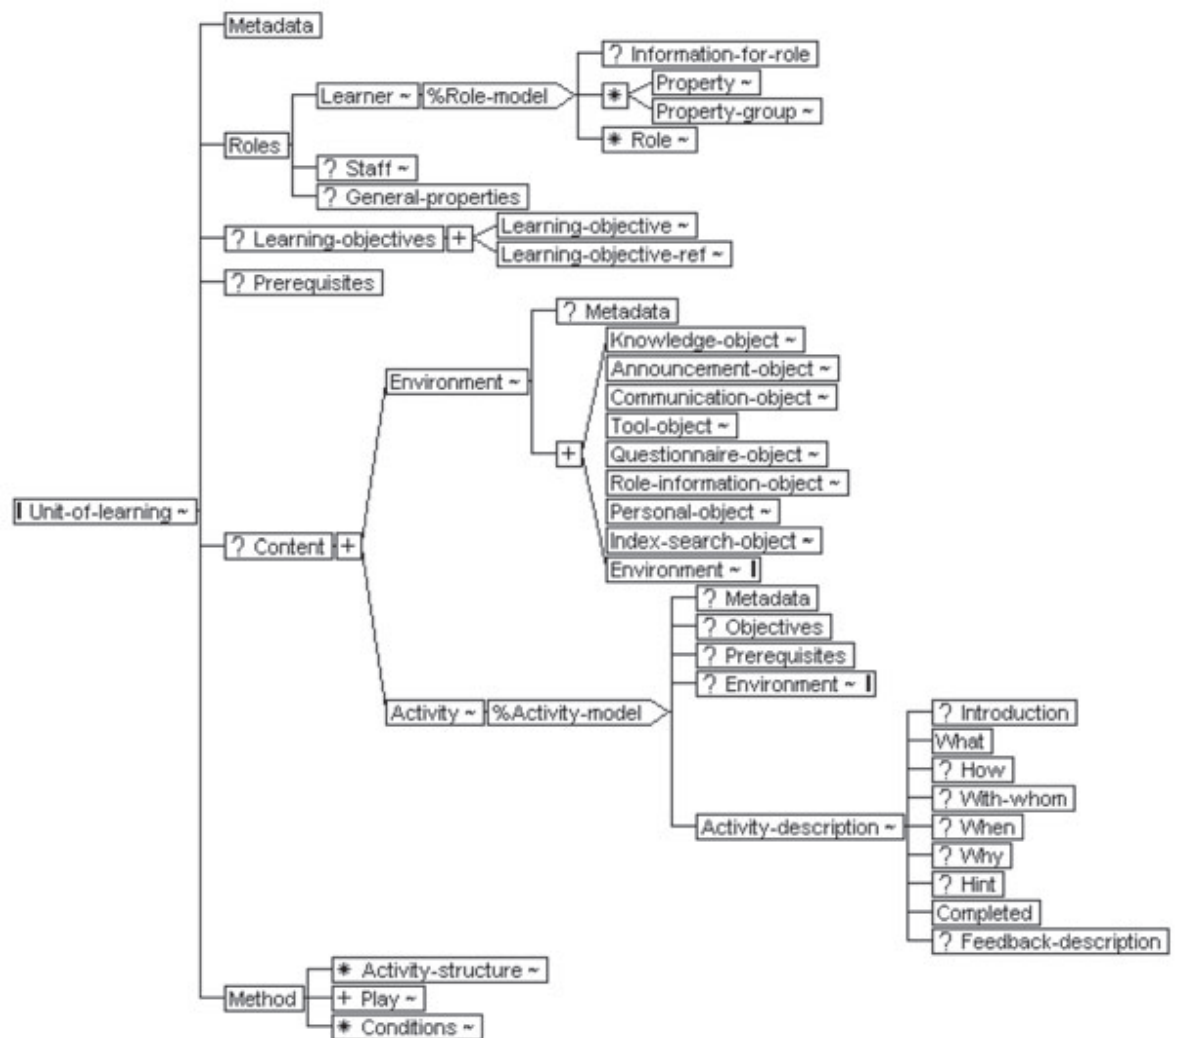 Metadata
? Information-for-role
Learner ~ %Role-model
* Property ~
Property-group ~
Roles
* Role ~
? Staff ~
? General-properties
? Learning-objectives + Learning-objective ~
Learning-objective-ref ~
? Prerequisites
? Metadata
Knowledge-object ~
Environment ~
Announcement-object ~
Communication-object ~
Tool-object ~
+
Questionnaire-object ~
Role-information-object ~
Personal-object ~
Unit-of-learning ~
Index-search-object ~
? Content +
Environment ~
? Metadata
? Objectives
? Prerequisites
? Environment ~
Activity ~ %Activity-model
? Introduction
What
? How
? With-whom
Activity-description ~
? When
? Why
? Hint
Completed
? Feedback-description
* Activity-structure ~
Method
+ Play ~
* Conditions ~